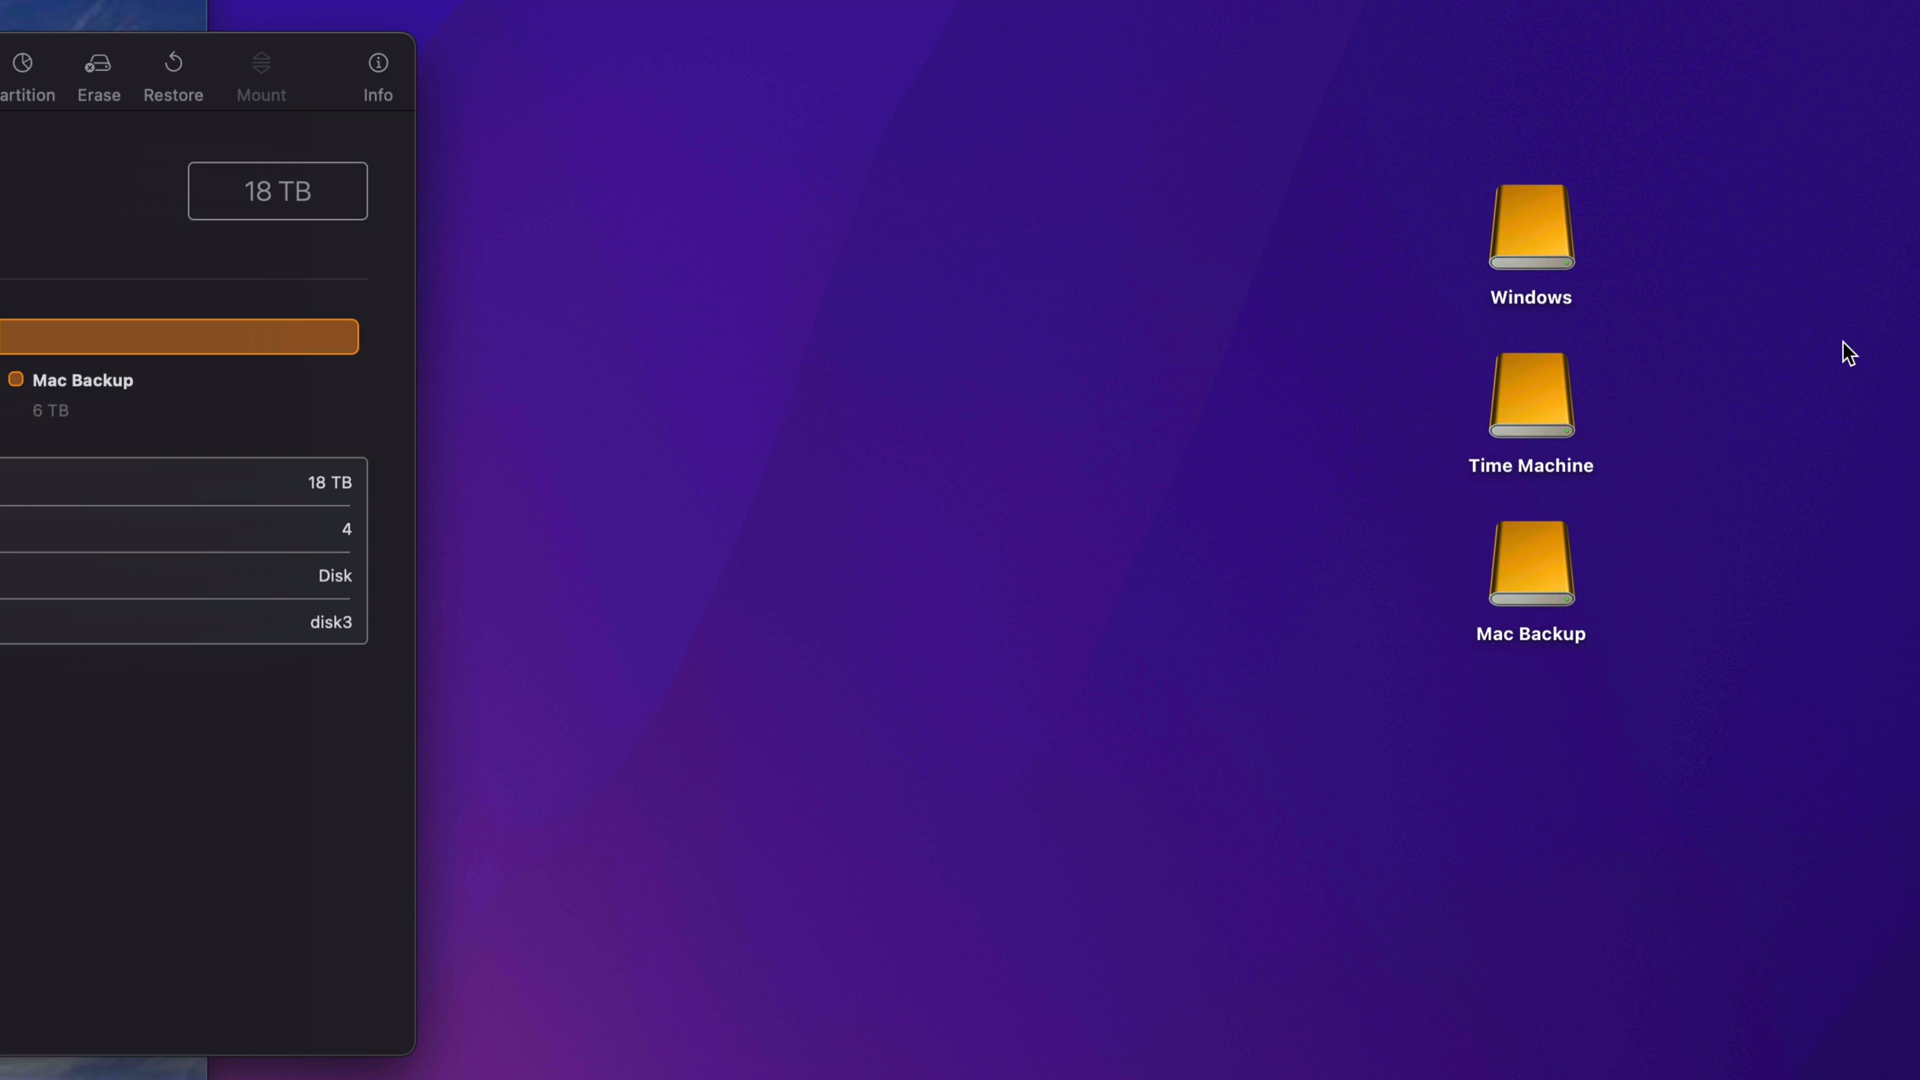 artition
Erase
Restore
Mount
Info
18 TB
Mac Backup
6 TB
18 TB
4
Disk
disk3
Windows
Time Machine
Mac Backup